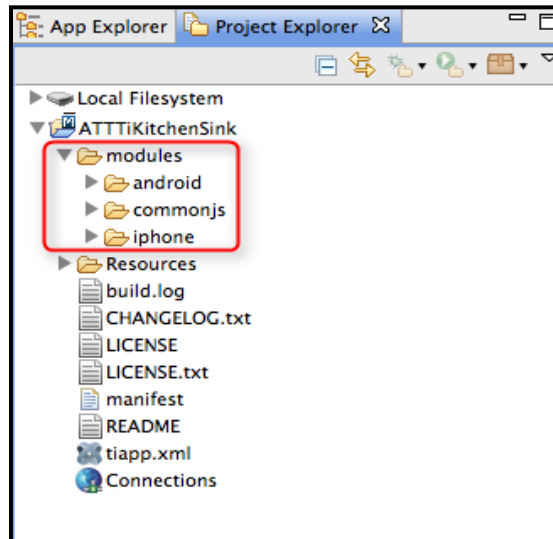 App Explorer Project Explorer
Local Filesystem
ATTTiKitchenSink
modules
android
commonjs
iphone
Resources
build.log
CHANGELOG.txt
LICENSE
LICENSE.txt
manifest
README
tiapp.xml
Connections